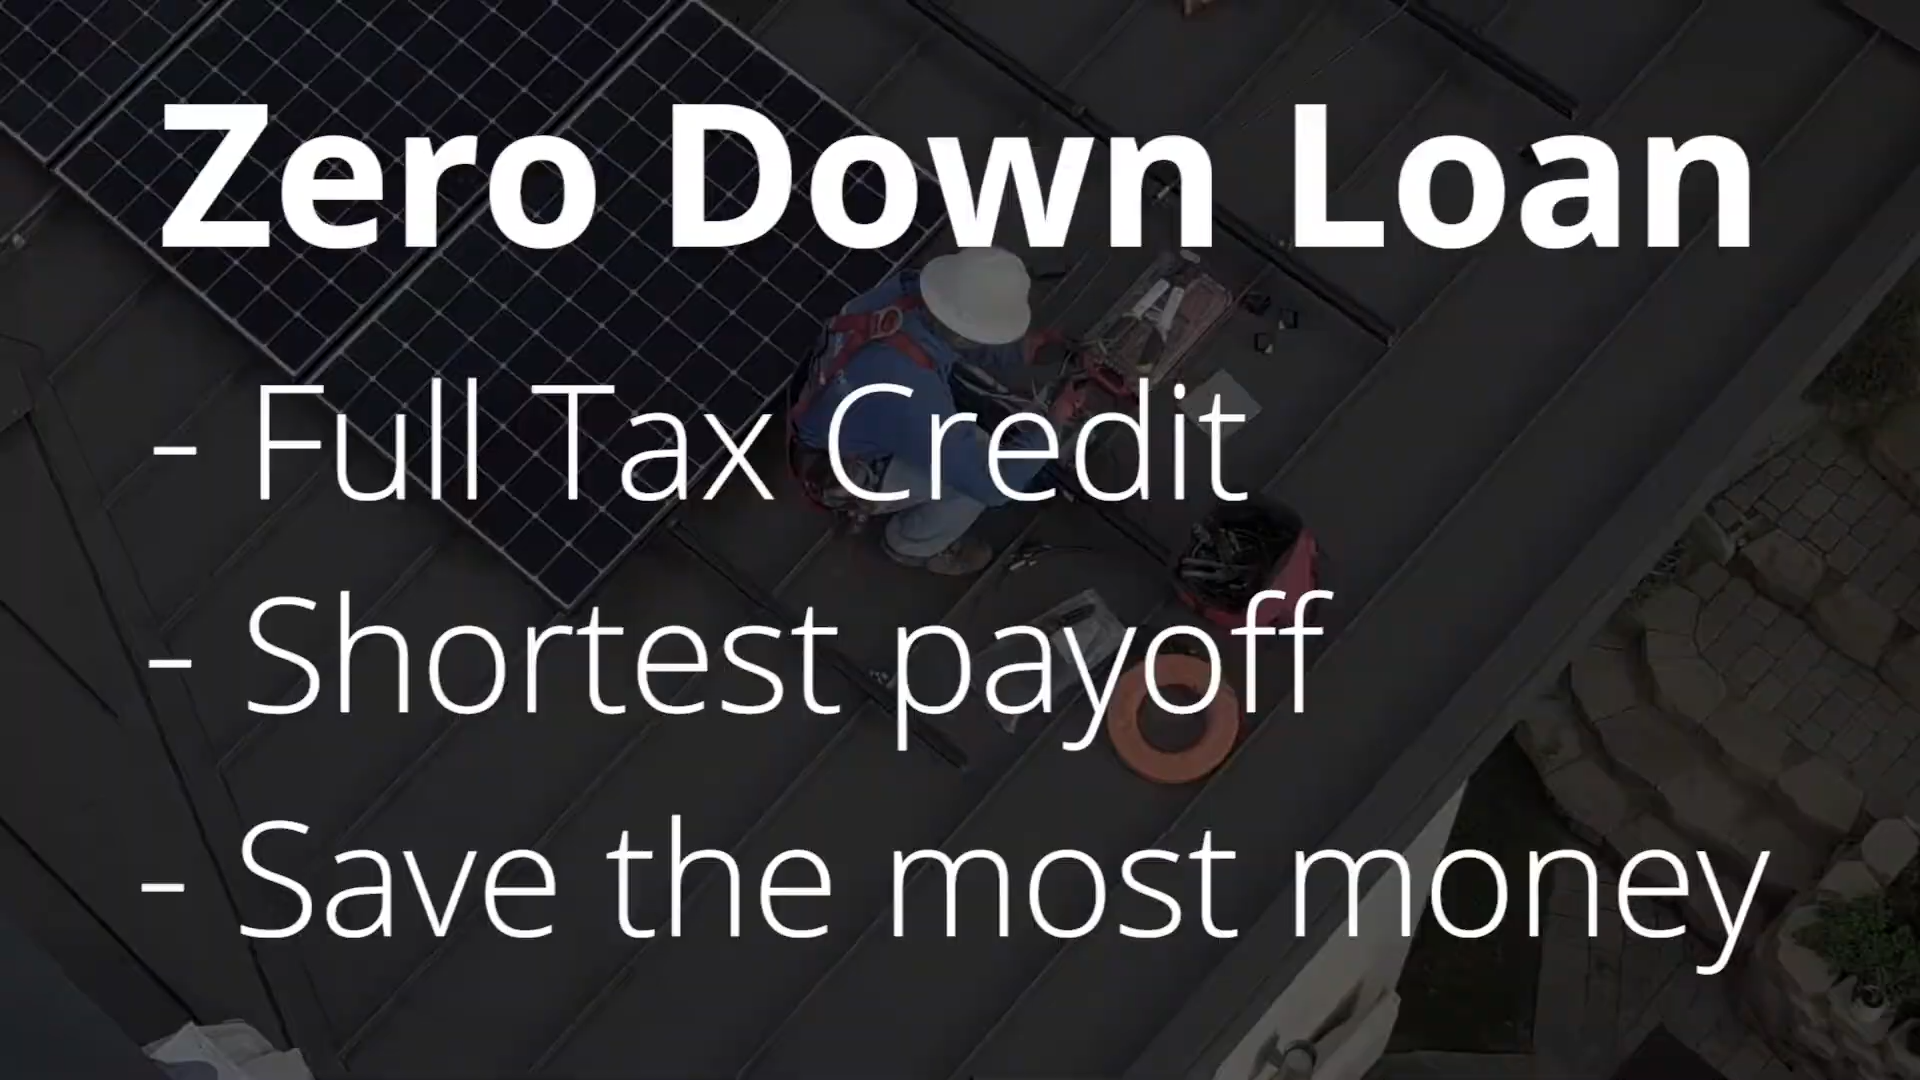 Zero Down Loan
- Full Tax Credit
- Shortest payoff
- Save the most money